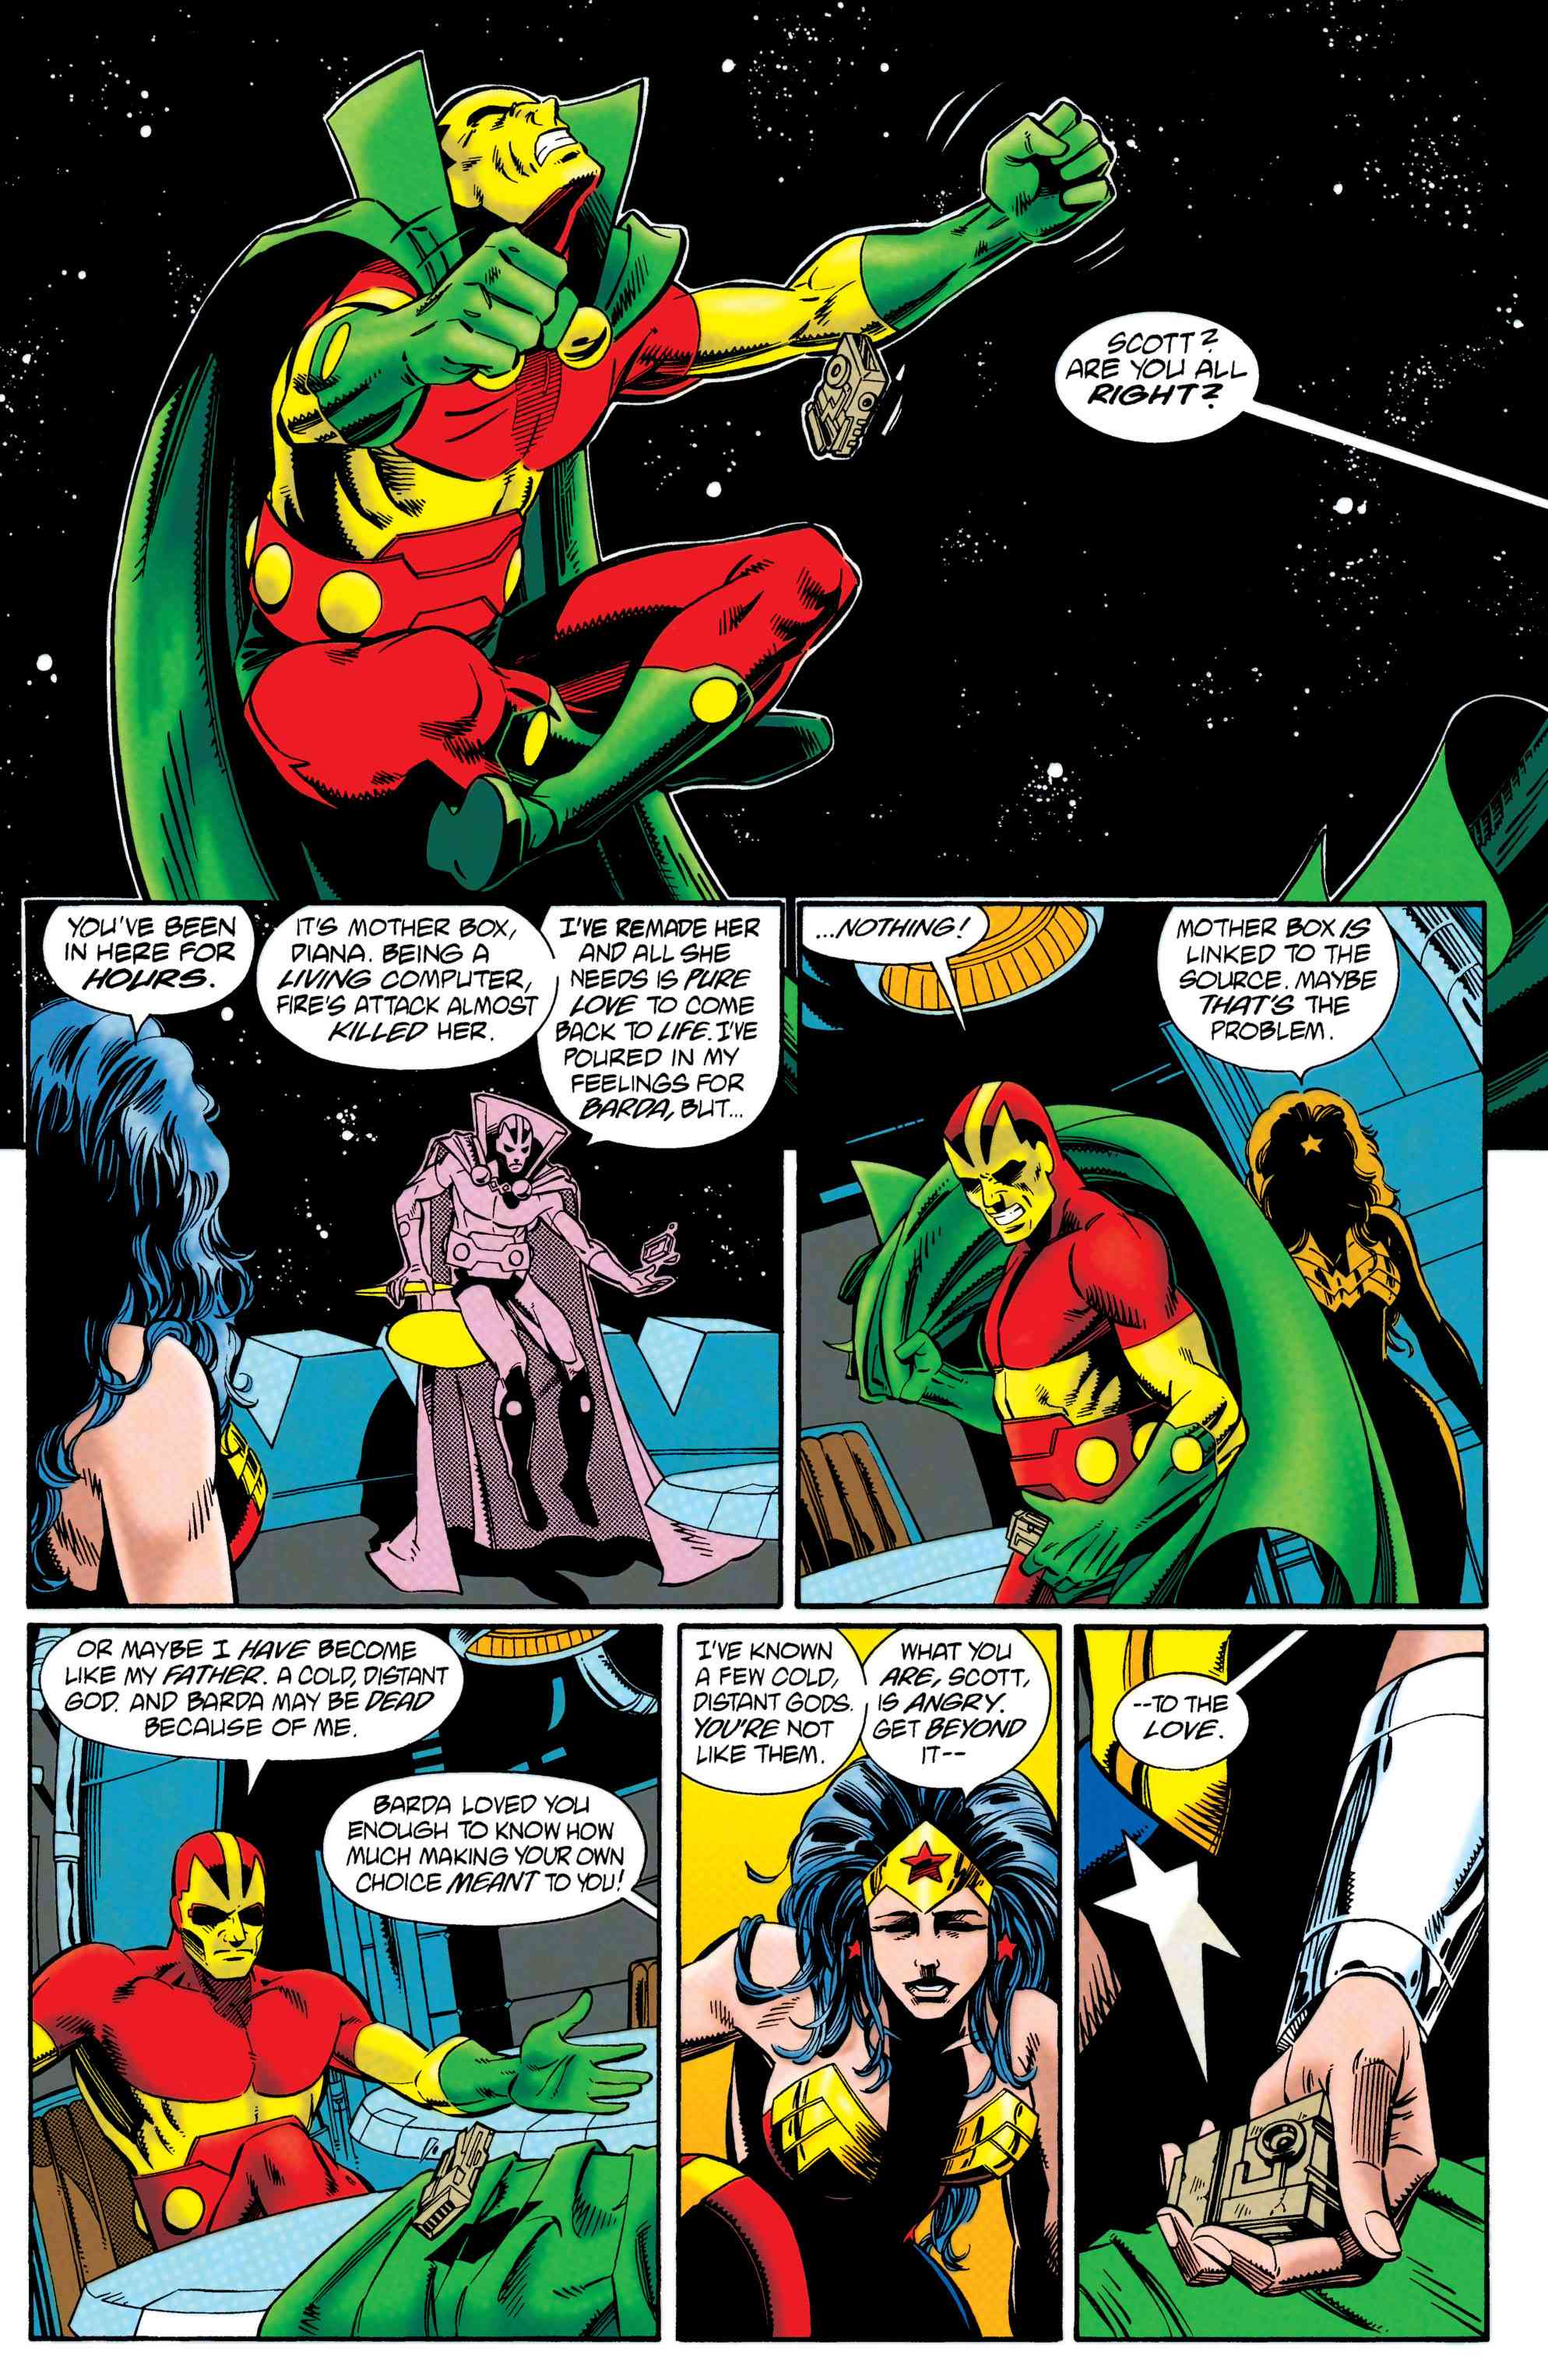 SCOTT?
ARE YOU ALL
RIGHT?
YOU'VE BEEN
IN HERE FOR
HOURS.
IT'S MOTHER BOX,
DIANA. BEING A
LIVING COMPUTER,
FIRE'S ATTACK ALMOST
KILLED HER.
I'VE REMADE HER
AND ALL SHE
NEEDS IS PURE
LOVE TO COME
BACK TO LIFE. I'VE
POURED IN MY
FEELINGS FOR
BARDA, BUT...
...NOTHING!
MOTHER BOX IS
LINKED TO THE
SOURCE. MAYBE
THAT'S THE
PROBLEM.
OR MAYBE I HAVE BECOME
LIKE MY FATHER. A COLD, DISTANT
GOD. AND BARDA MAY BE DEAD
BECAUSE OF ME.
BARDA LOVED YOU
ENOUGH TO KNOW HOW
MUCH MAKING YOUR OWN
CHOICE MEANT TO YOU!
I'VE KNOWN
A FEW COLD,
DISTANT GODS.
YOU'RE NOT
LIKE THEM.
WHAT YOU
ARE, SCOTT,
IS ANGRY.
GET BEYOND
IT--
--TO THE
LOVE.